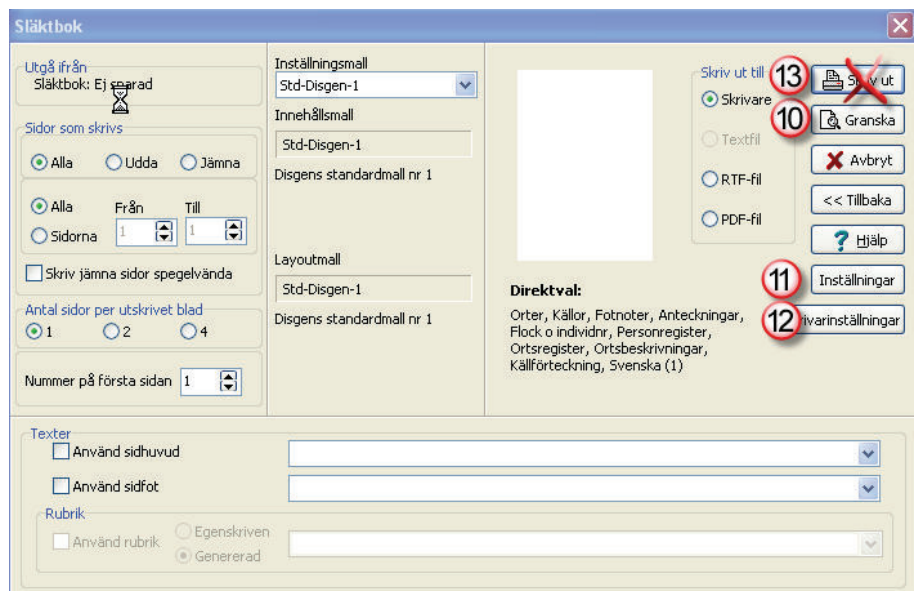 Släktbok
Utgå ifrån
Släktbok: Ej sparad
Sidor som skrivs
Alla
Udda
Jämna
Alla
Från
Till
Sidorna
1
1
Skriv jämna sidor spegelvända
Antal sidor per utskrivet blad
1
2
4
Nummer på första sidan
1
Inställningsmall
Std-Disgen-1
Innehållsmall
Std-Disgen-1
Disgens standardmall nr 1
Layoutmall
Std-Disgen-1
Disgens standardmall nr 1
Direktval:
Orter, Källor, Fotnoter, Anteckningar,
Flock o individnr, Personregister,
Ortsregister, Ortsbeskrivningar,
Källförteckning, Svenska (1)
Skriv ut till
Skrivare
Textfil
RTF-fil
PDF-fil
13
Skriv ut
10
Granska
Avbryt
<< Tillbaka
Hjälp
11
Inställningar
12
rivarinställningar
Texter
Använd sidhuvud
Använd sidfot
Rubrik
Använd rubrik
Egenskriven
Genererad